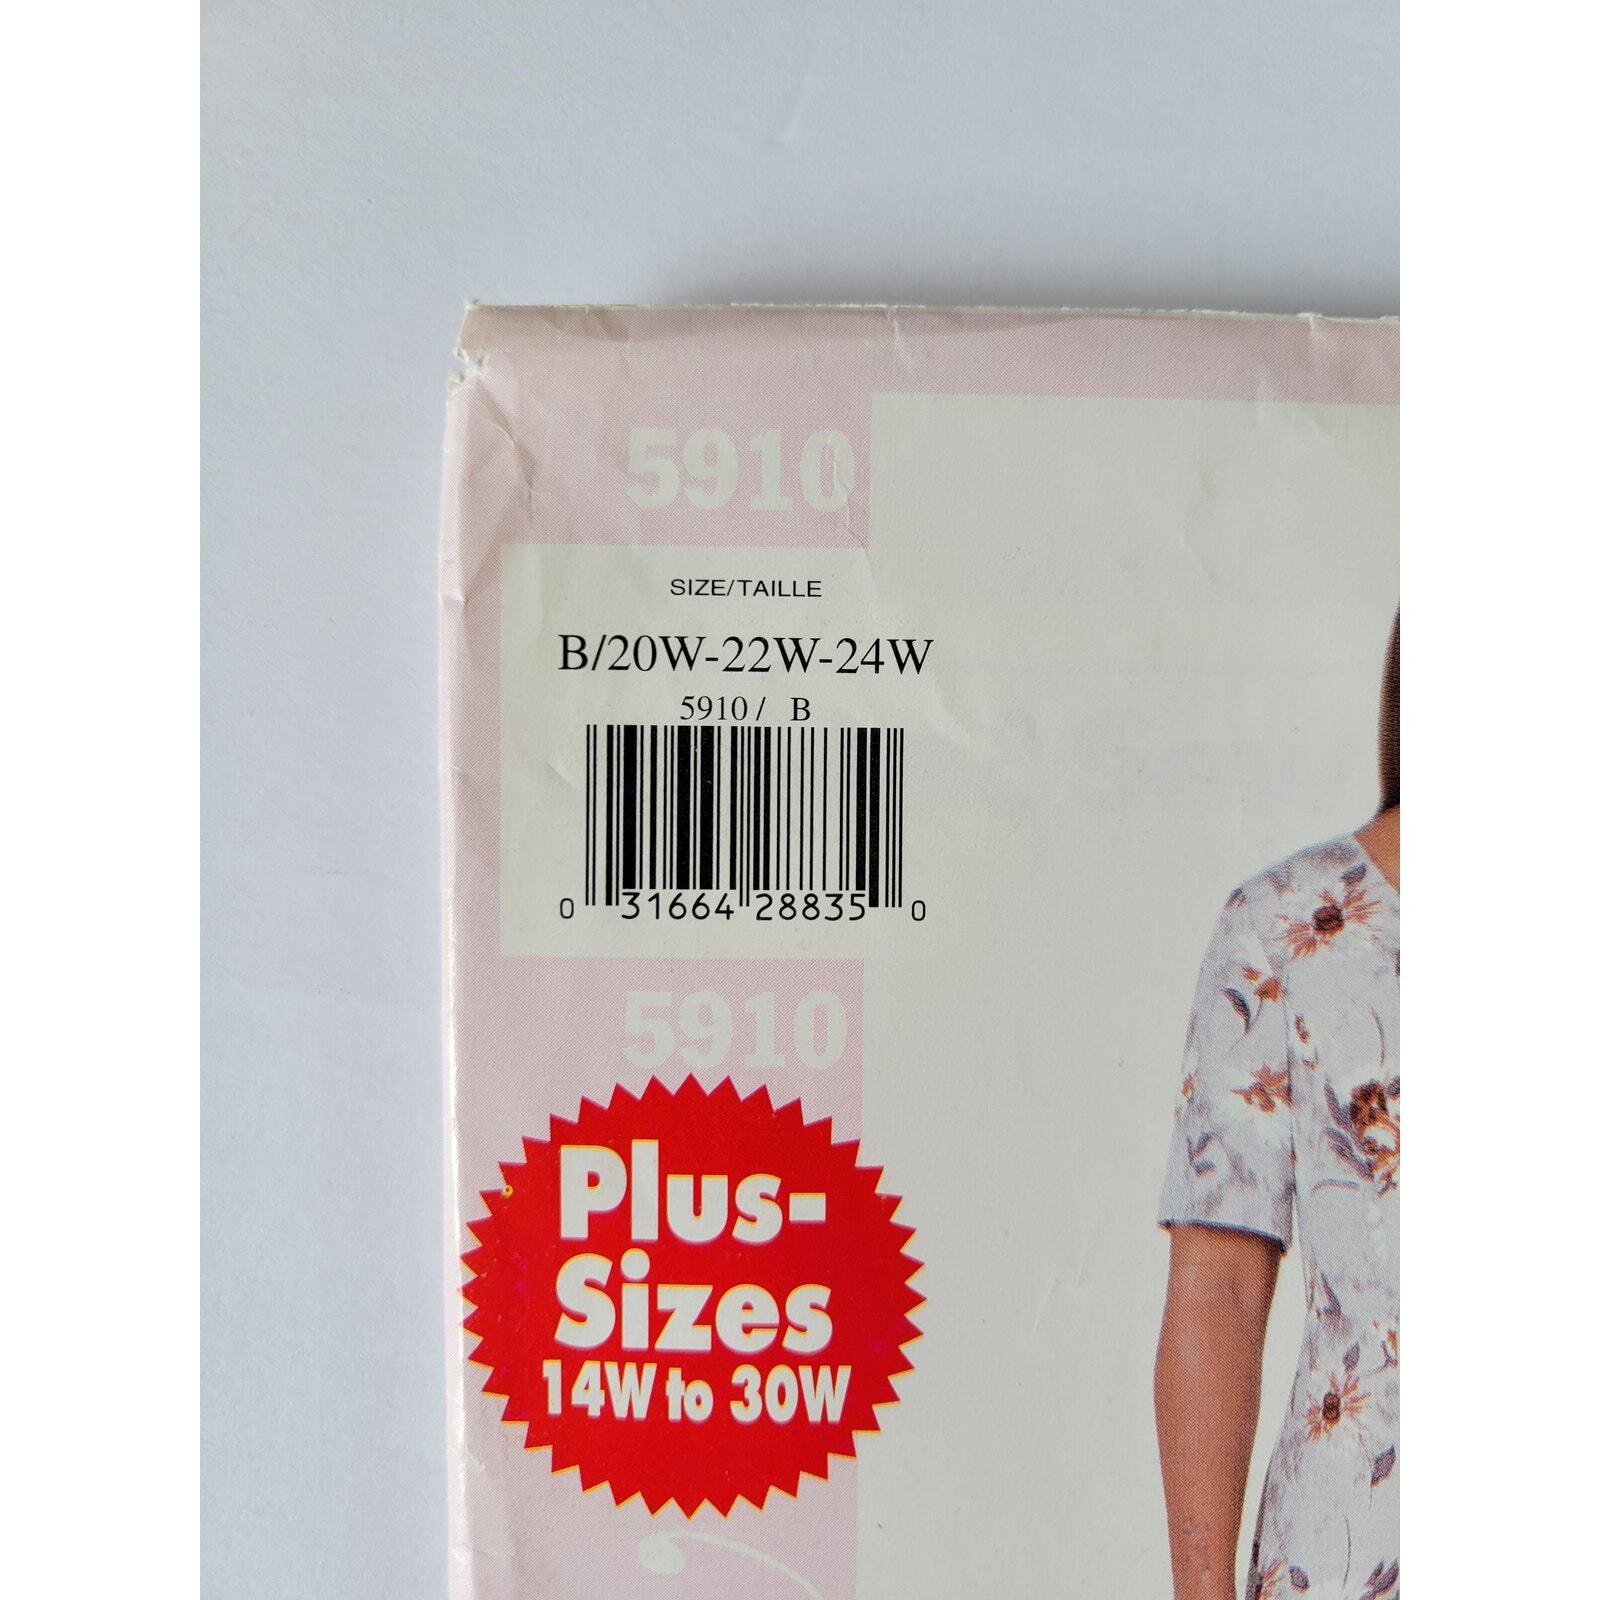 5910
SIZE/TAILLE
B/20W-22W-24W
5910/ B
0 31664 28835 0
5910
Plus-
Sizes
14W to 30W